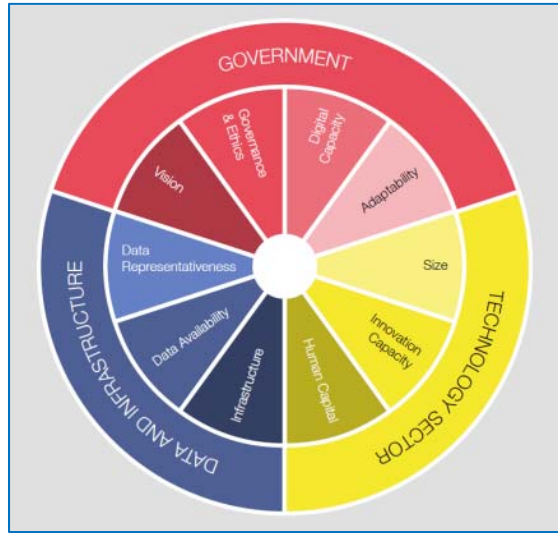 GOVERNMENT
Governance
& Ethics
Digital
Capacity
Vision
Adaptability
Data
Representativeness
Size
Data Availability
Innovation
Capacity
Infrastructure
Human Capital
DATA AND INFRASTRUCTURE
TECHNOLOGY SECTOR